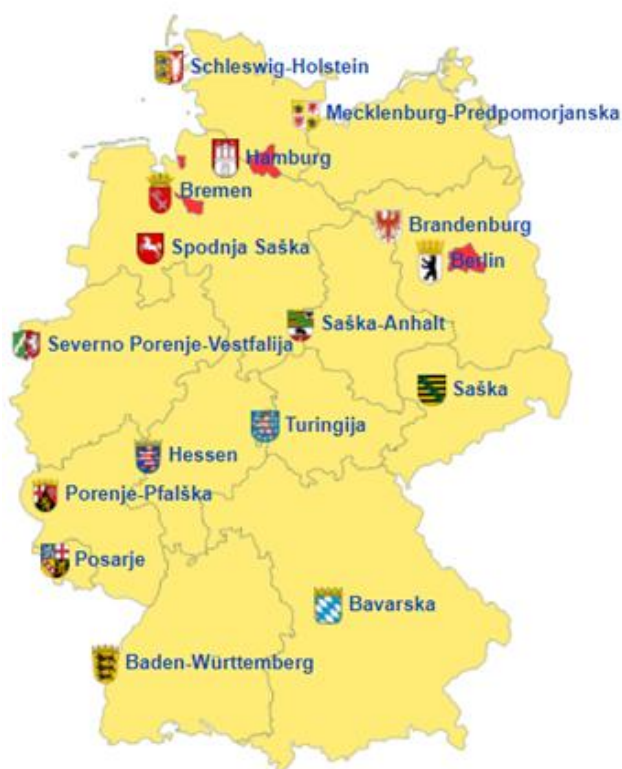 Schleswig-Holstein
Mecklenburg-Predpomorjanska
Hamburg
Bremen
Brandenburg
Spodnja Saška
Berlin
Saška-Anhalt
Severno Porenje-Vestfalija
Saška
Turingija
Hessen
Porenje-Pfalška
Posarje
Bavarska
Baden-Württemberg